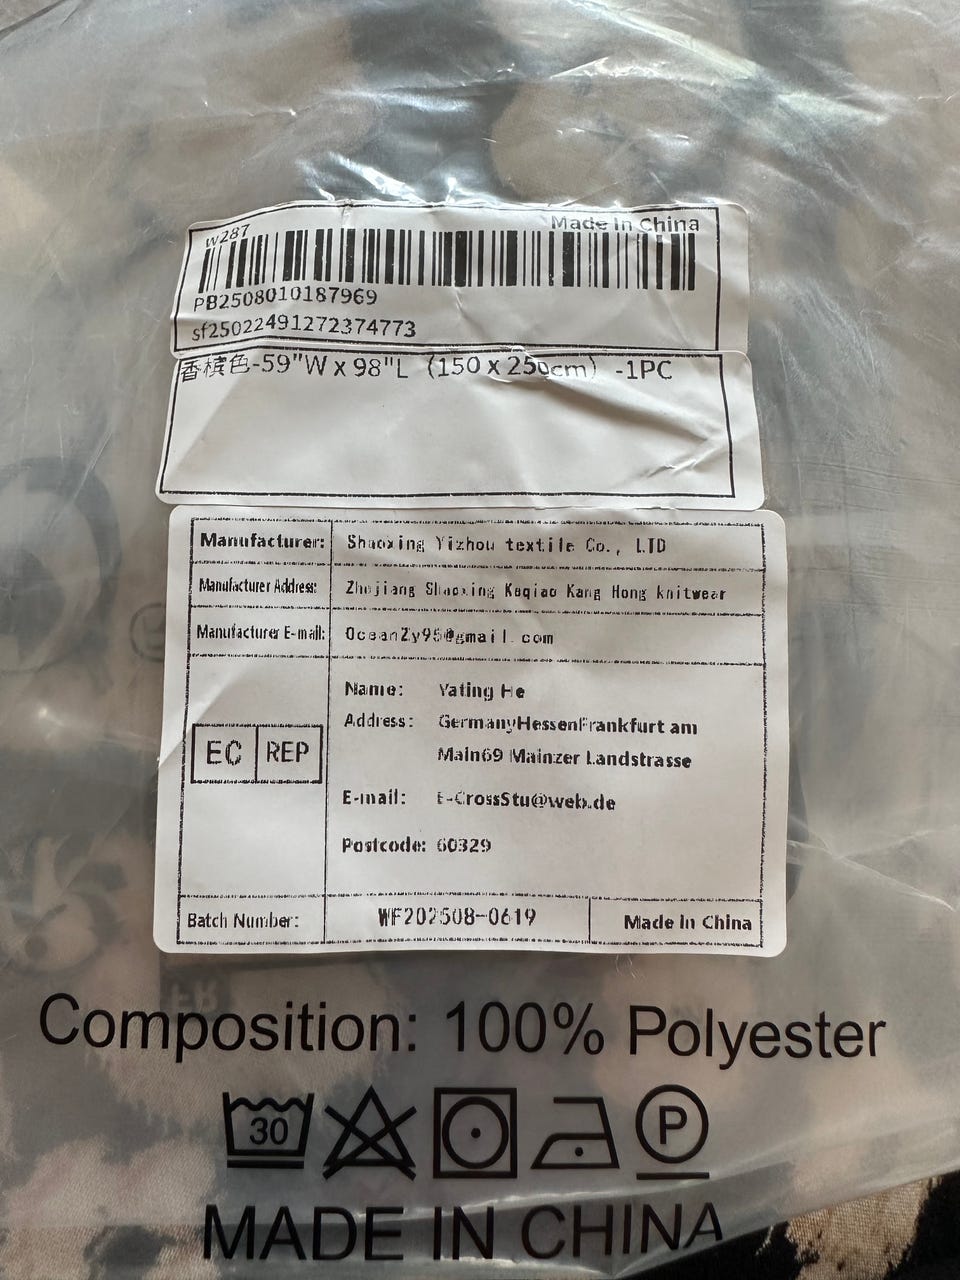 w287
Made In China
PB2508010187969
sf25022491272374773
香槟色-59"W x 98"L（150 x 250cm）-1PC
Manufacturer: Shaoxing Yizhou textile Co., LTD
Manufacturer Address: Zhejiang Shaoxing Keqiao Kang Hong knitwear
Manufacturer E-mail: OceanZy95@gmail.com
Name: Yating He
Address: GermanyHessenFrankfurt am
Main69 Mainzer Landstrasse
EC REP
E-mail: E-CrossStu@web.de
Postcode: 60329
Batch Number: WF202508-0619 Made In China
Composition: 100% Polyester
30 P
MADE IN CHINA